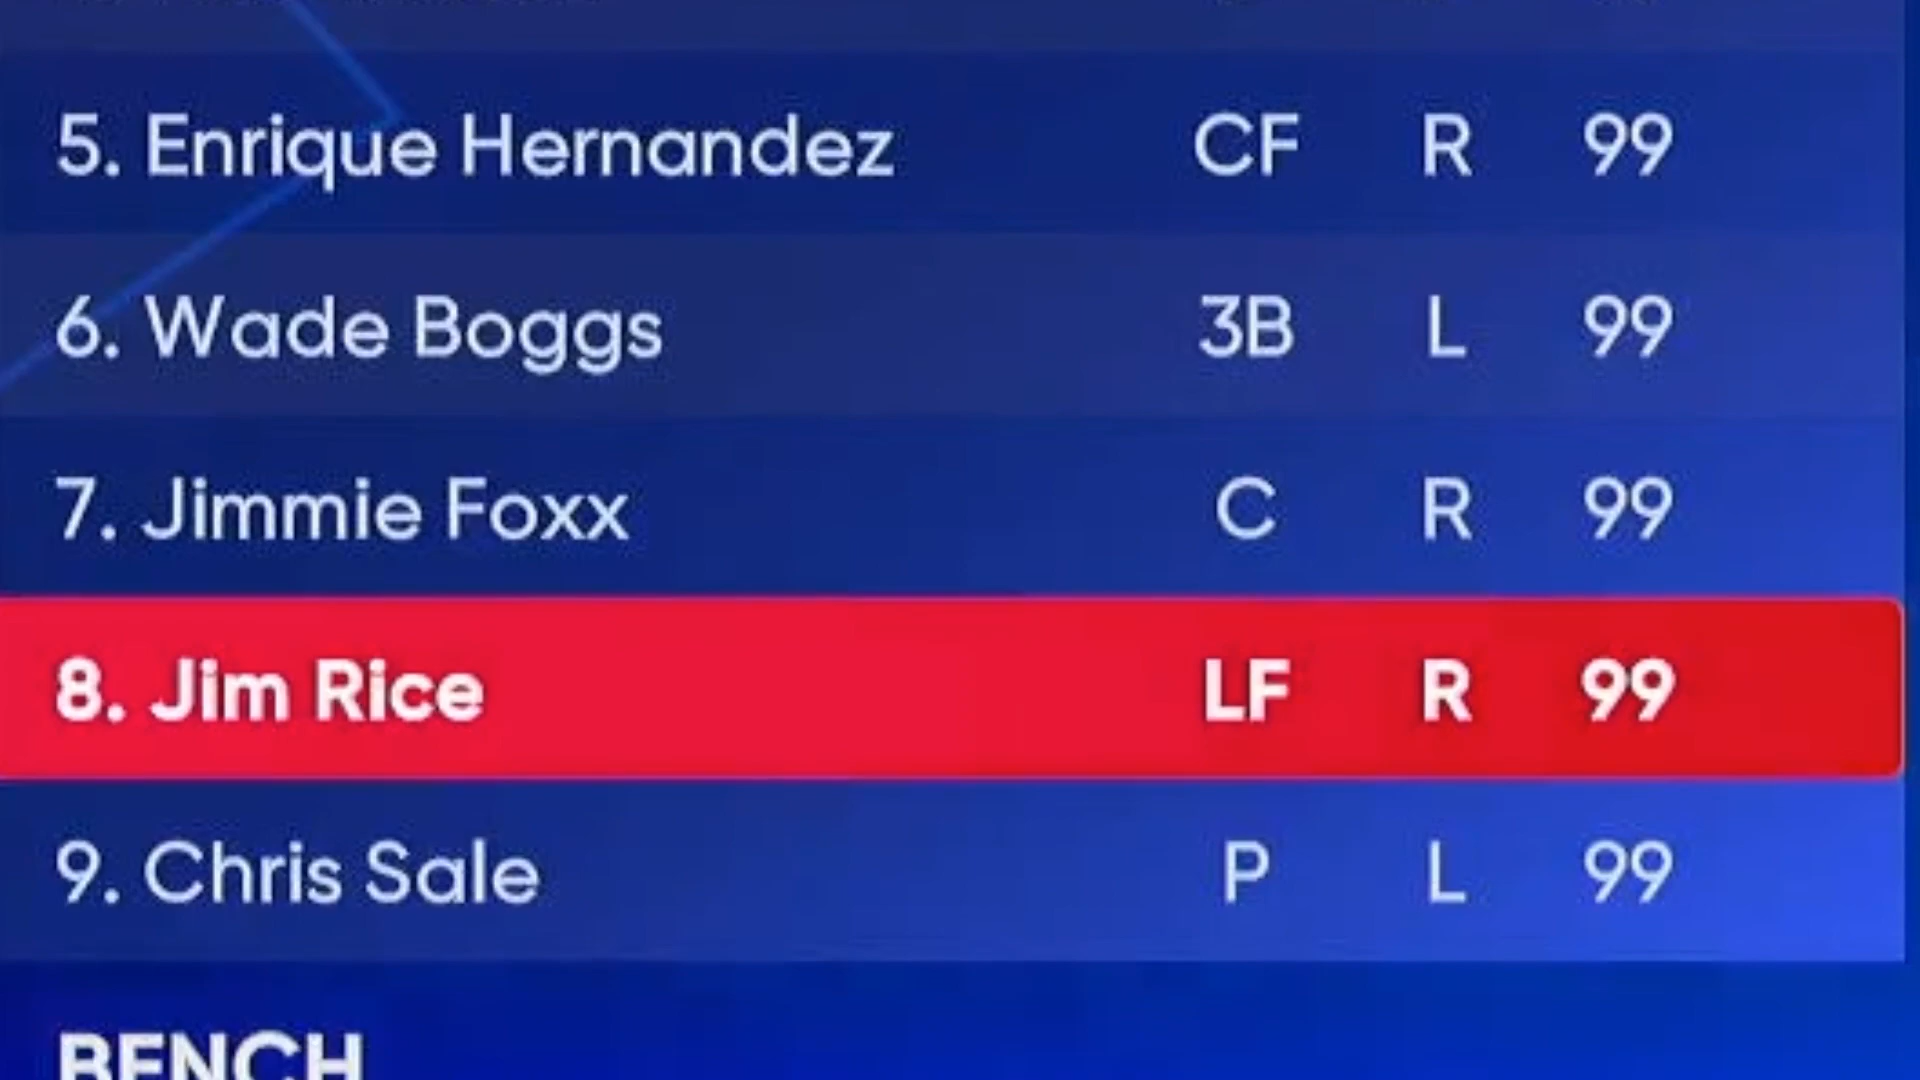 5. Enrique Hernandez CF R 99
6. Wade Boggs 3B L 99
7. Jimmie Foxx C R 99
8. Jim Rice LF R 99
9. Chris Sale P L 99
BENCH